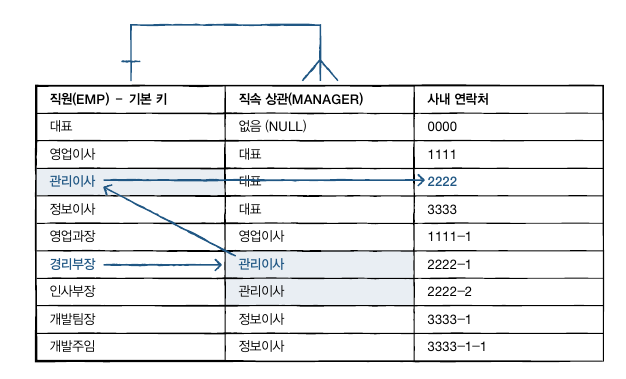 직원(EMP) - 기본 키 직속 상관(MANAGER) 사내 연락처
대표 없음 (NULL) 0000
영업이사 대표 1111
관리이사 대표 2222
정보이사 대표 3333
영업과장 영업이사 1111-1
경리부장 관리이사 2222-1
인사부장 관리이사 2222-2
개발팀장 정보이사 3333-1
개발주임 정보이사 3333-1-1